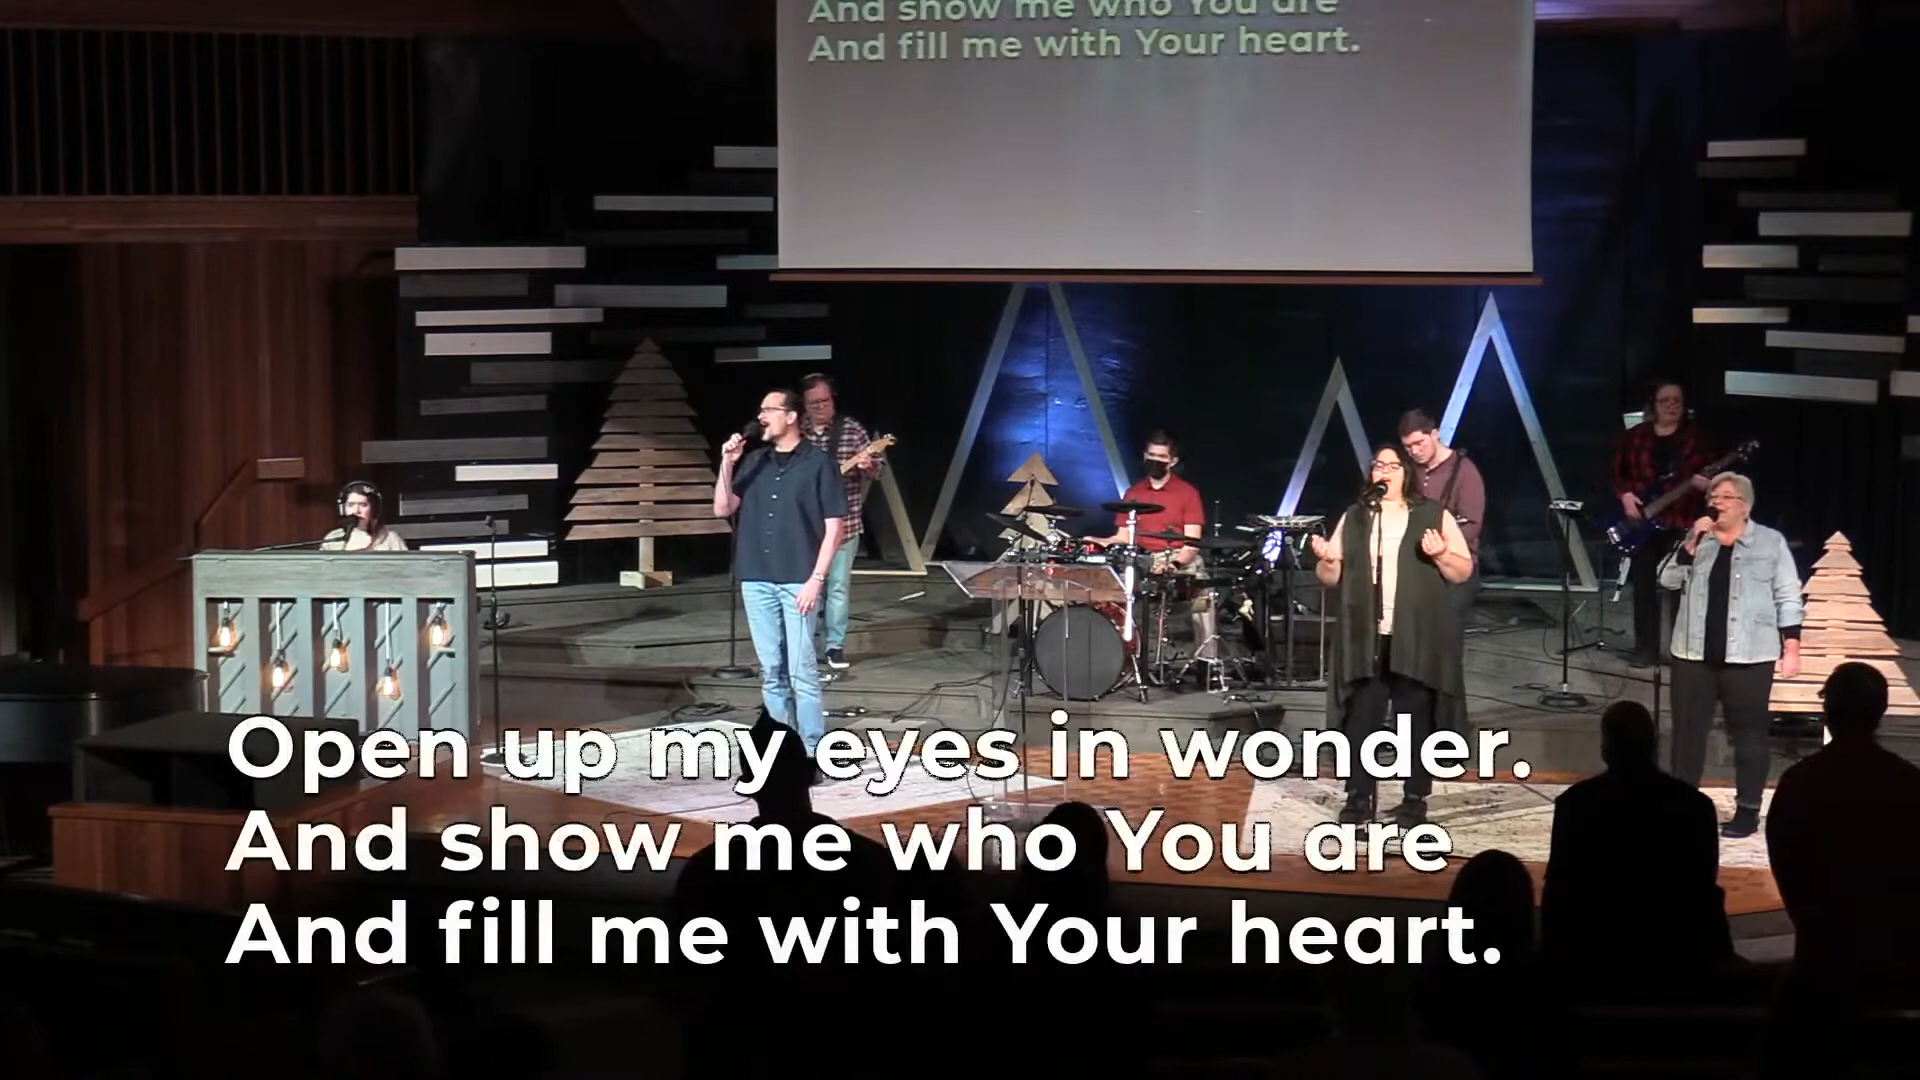 And show me who You are
And fill me with Your heart.
Open up my eyes in wonder.
And show me who You are
And fill me with Your heart.